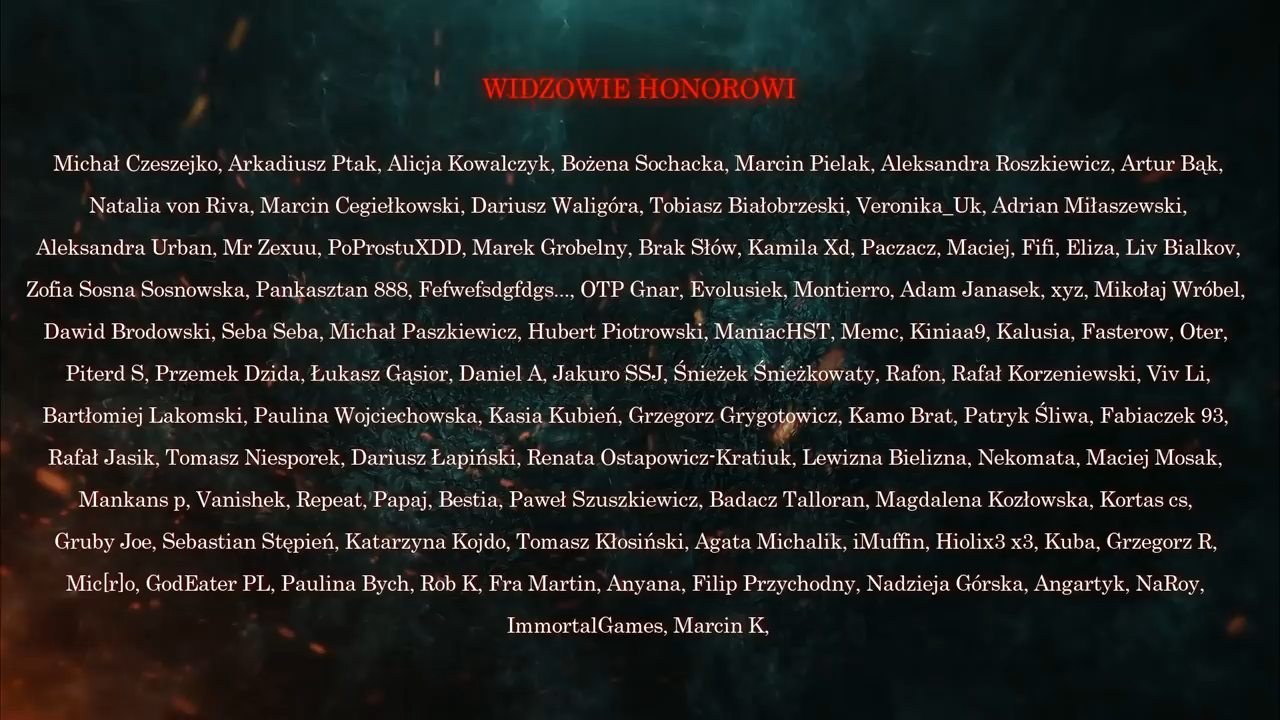 WIDZOWIE HONOROWI
Michał Czeszejko, Arkadiusz Ptak, Alicja Kowalczyk, Bożena Sochacka, Marcin Pielak, Aleksandra Roszkiewicz, Artur Bąk,
Natalia von Riva, Marcin Cegiełkowski, Dariusz Waligóra, Tobiasz Białobrzeski, Veronika_Uk, Adrian Miłaszewski,
Aleksandra Urban, Mr Zexuu, PoProstuXDD, Marek Grobelny, Brak Słów, Kamila Xd, Paczacz, Maciej, Fifi, Eliza, Liv Bialkov,
Zofia Sosna Sosnowska, Pankasztan 888, Fefwefsdgfdgs..., OTP Gnar, Evolusiek, Montierro, Adam Janasek, xyz, Mikołaj Wróbel,
Dawid Brodowski, Seba Seba, Michał Paszkiewicz, Hubert Piotrowski, ManiacHST, Memc, Kiniaa9, Kalusia, Fasterow, Oter,
Piterd S, Przemek Dzida, Łukasz Gąsior, Daniel A, Jakuro SSJ, Śnieżek Śnieżkowaty, Rafon, Rafał Korzeniewski, Viv Li,
Bartłomiej Lakomski, Paulina Wojciechowska, Kasia Kubień, Grzegorz Grygotowicz, Kamo Brat, Patryk Śliwa, Fabiaczek 93,
Rafał Jasik, Tomasz Niesporek, Dariusz Łapiński, Renata Ostapowicz-Kratiuk, Lewizna Bielizna, Nekomata, Maciej Mosak,
Mankans p, Vanishek, Repeat, Papaj, Bestia, Paweł Szuszkiewicz, Badacz Talloran, Magdalena Kozłowska, Kortas cs,
Gruby Joe, Sebastian Stępień, Katarzyna Kojdo, Tomasz Kłosiński, Agata Michalik, iMuffin, Hiolix3 x3, Kuba, Grzegorz R,
Mic[r]o, GodEater PL, Paulina Bych, Rob K, Fra Martin, Anyana, Filip Przychodny, Nadzieja Górska, Angartyk, NaRoy,
ImmortalGames, Marcin K,